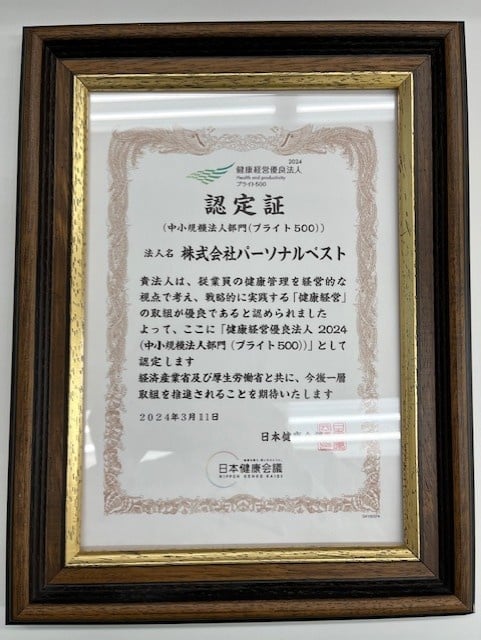 2024
健康経営優良法人
Health and productivity
ブライト500
認定証
(中小規模法人部門(ブライト500))
法人名 株式会社パーソナルベスト
貴法人は、従業員の健康管理を経営的な
視点で考え、戦略的に実践する「健康経営」
の取組が優良であると認められました
よって、ここに「健康経営優良法人 2024
(中小規模法人部門(ブライト500))」として
認定します
経済産業省及び厚生労働省と共に、今後一層
取組を推進されることを期待いたします
2024年3月11日
日本健康会議
日本健康会議
NIPPON KENKO KAIGI